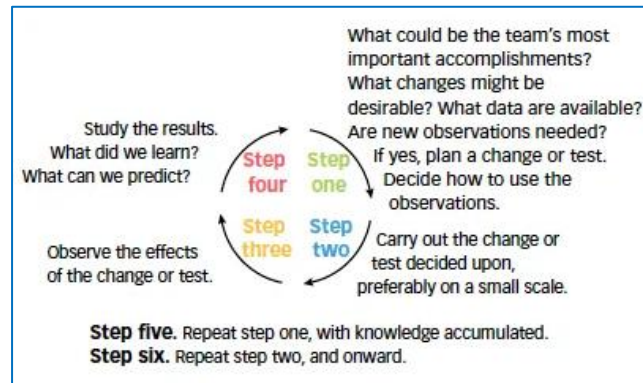 What could be the team's most
important accomplishments?
What changes might be
desirable? What data are available?
Are new observations needed?
If yes, plan a change or test.
Decide how to use the
observations.
Study the results.
What did we learn?
What can we predict?
Step
four
Step
one
Step
three
Step
two
Observe the effects
of the change or test.
Carry out the change or
test decided upon,
preferably on a small scale.
Step five. Repeat step one, with knowledge accumulated.
Step six. Repeat step two, and onward.